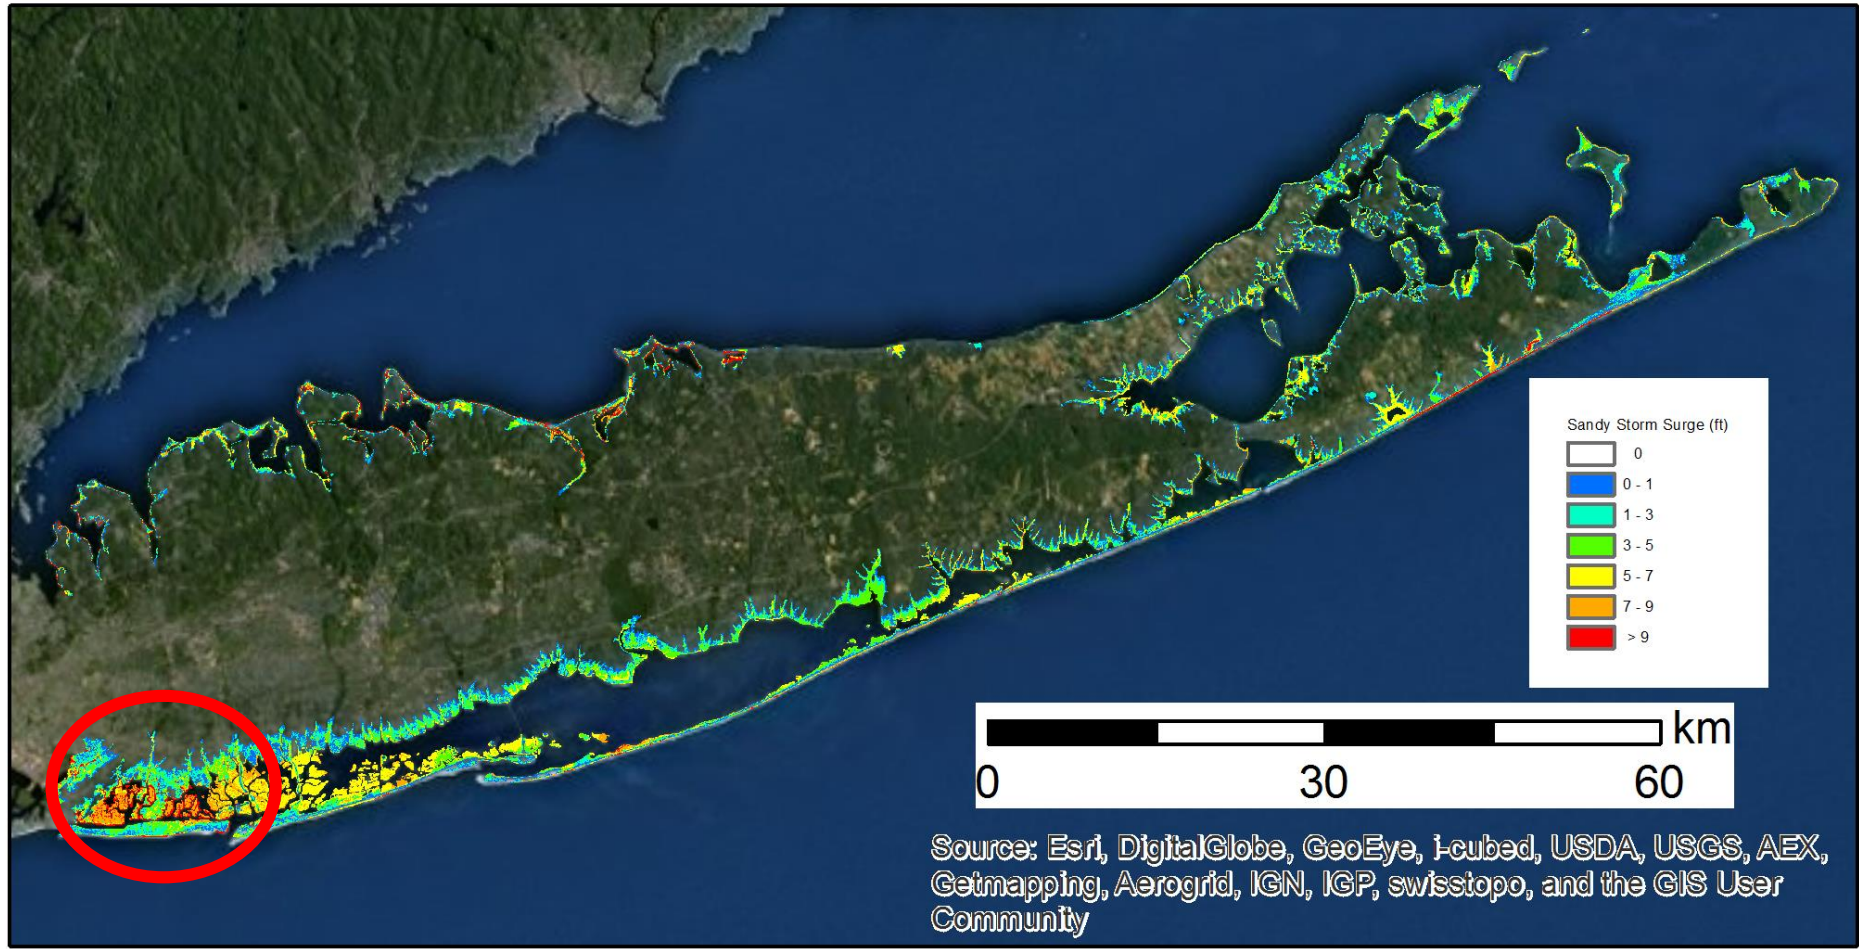 Sandy Storm Surge (ft)
0
0 - 1
1 - 3
3 - 5
5 - 7
7 - 9
> 9
km
0 30 60
Source: Esri, DigitalGlobe, GeoEye, i-cubed, USDA, USGS, AEX,
Getmapping, Aerogrid, IGN, IGP, swisstopo, and the GIS User
Community